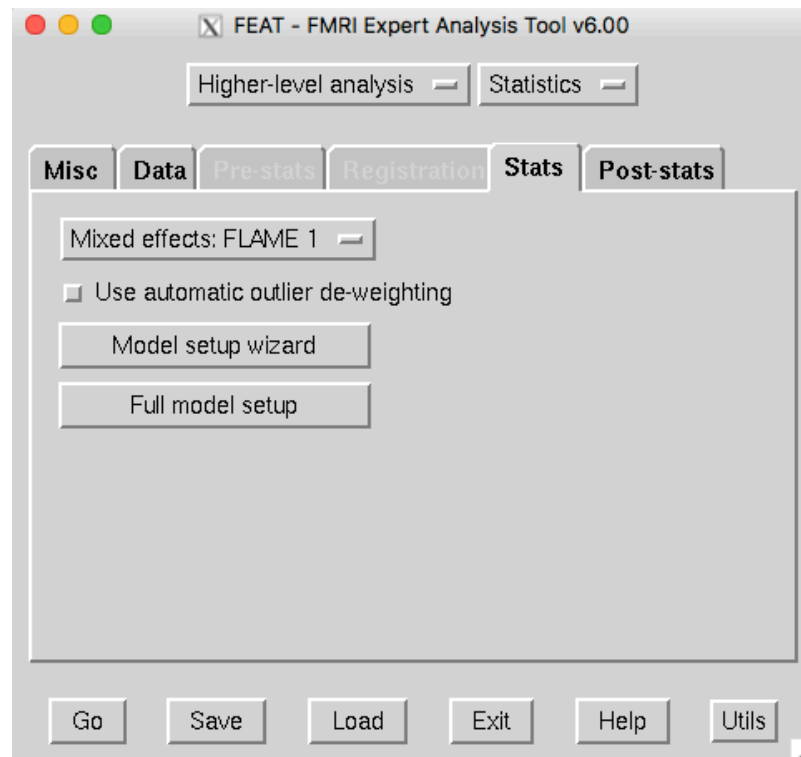 FEAT - FMRI Expert Analysis Tool v6.00
Higher-level analysis Statistics
Misc Data Pre-stats Registration Stats Post-stats
Mixed effects: FLAME 1
Use automatic outlier de-weighting
Model setup wizard
Full model setup
Go Save Load Exit Help Utils